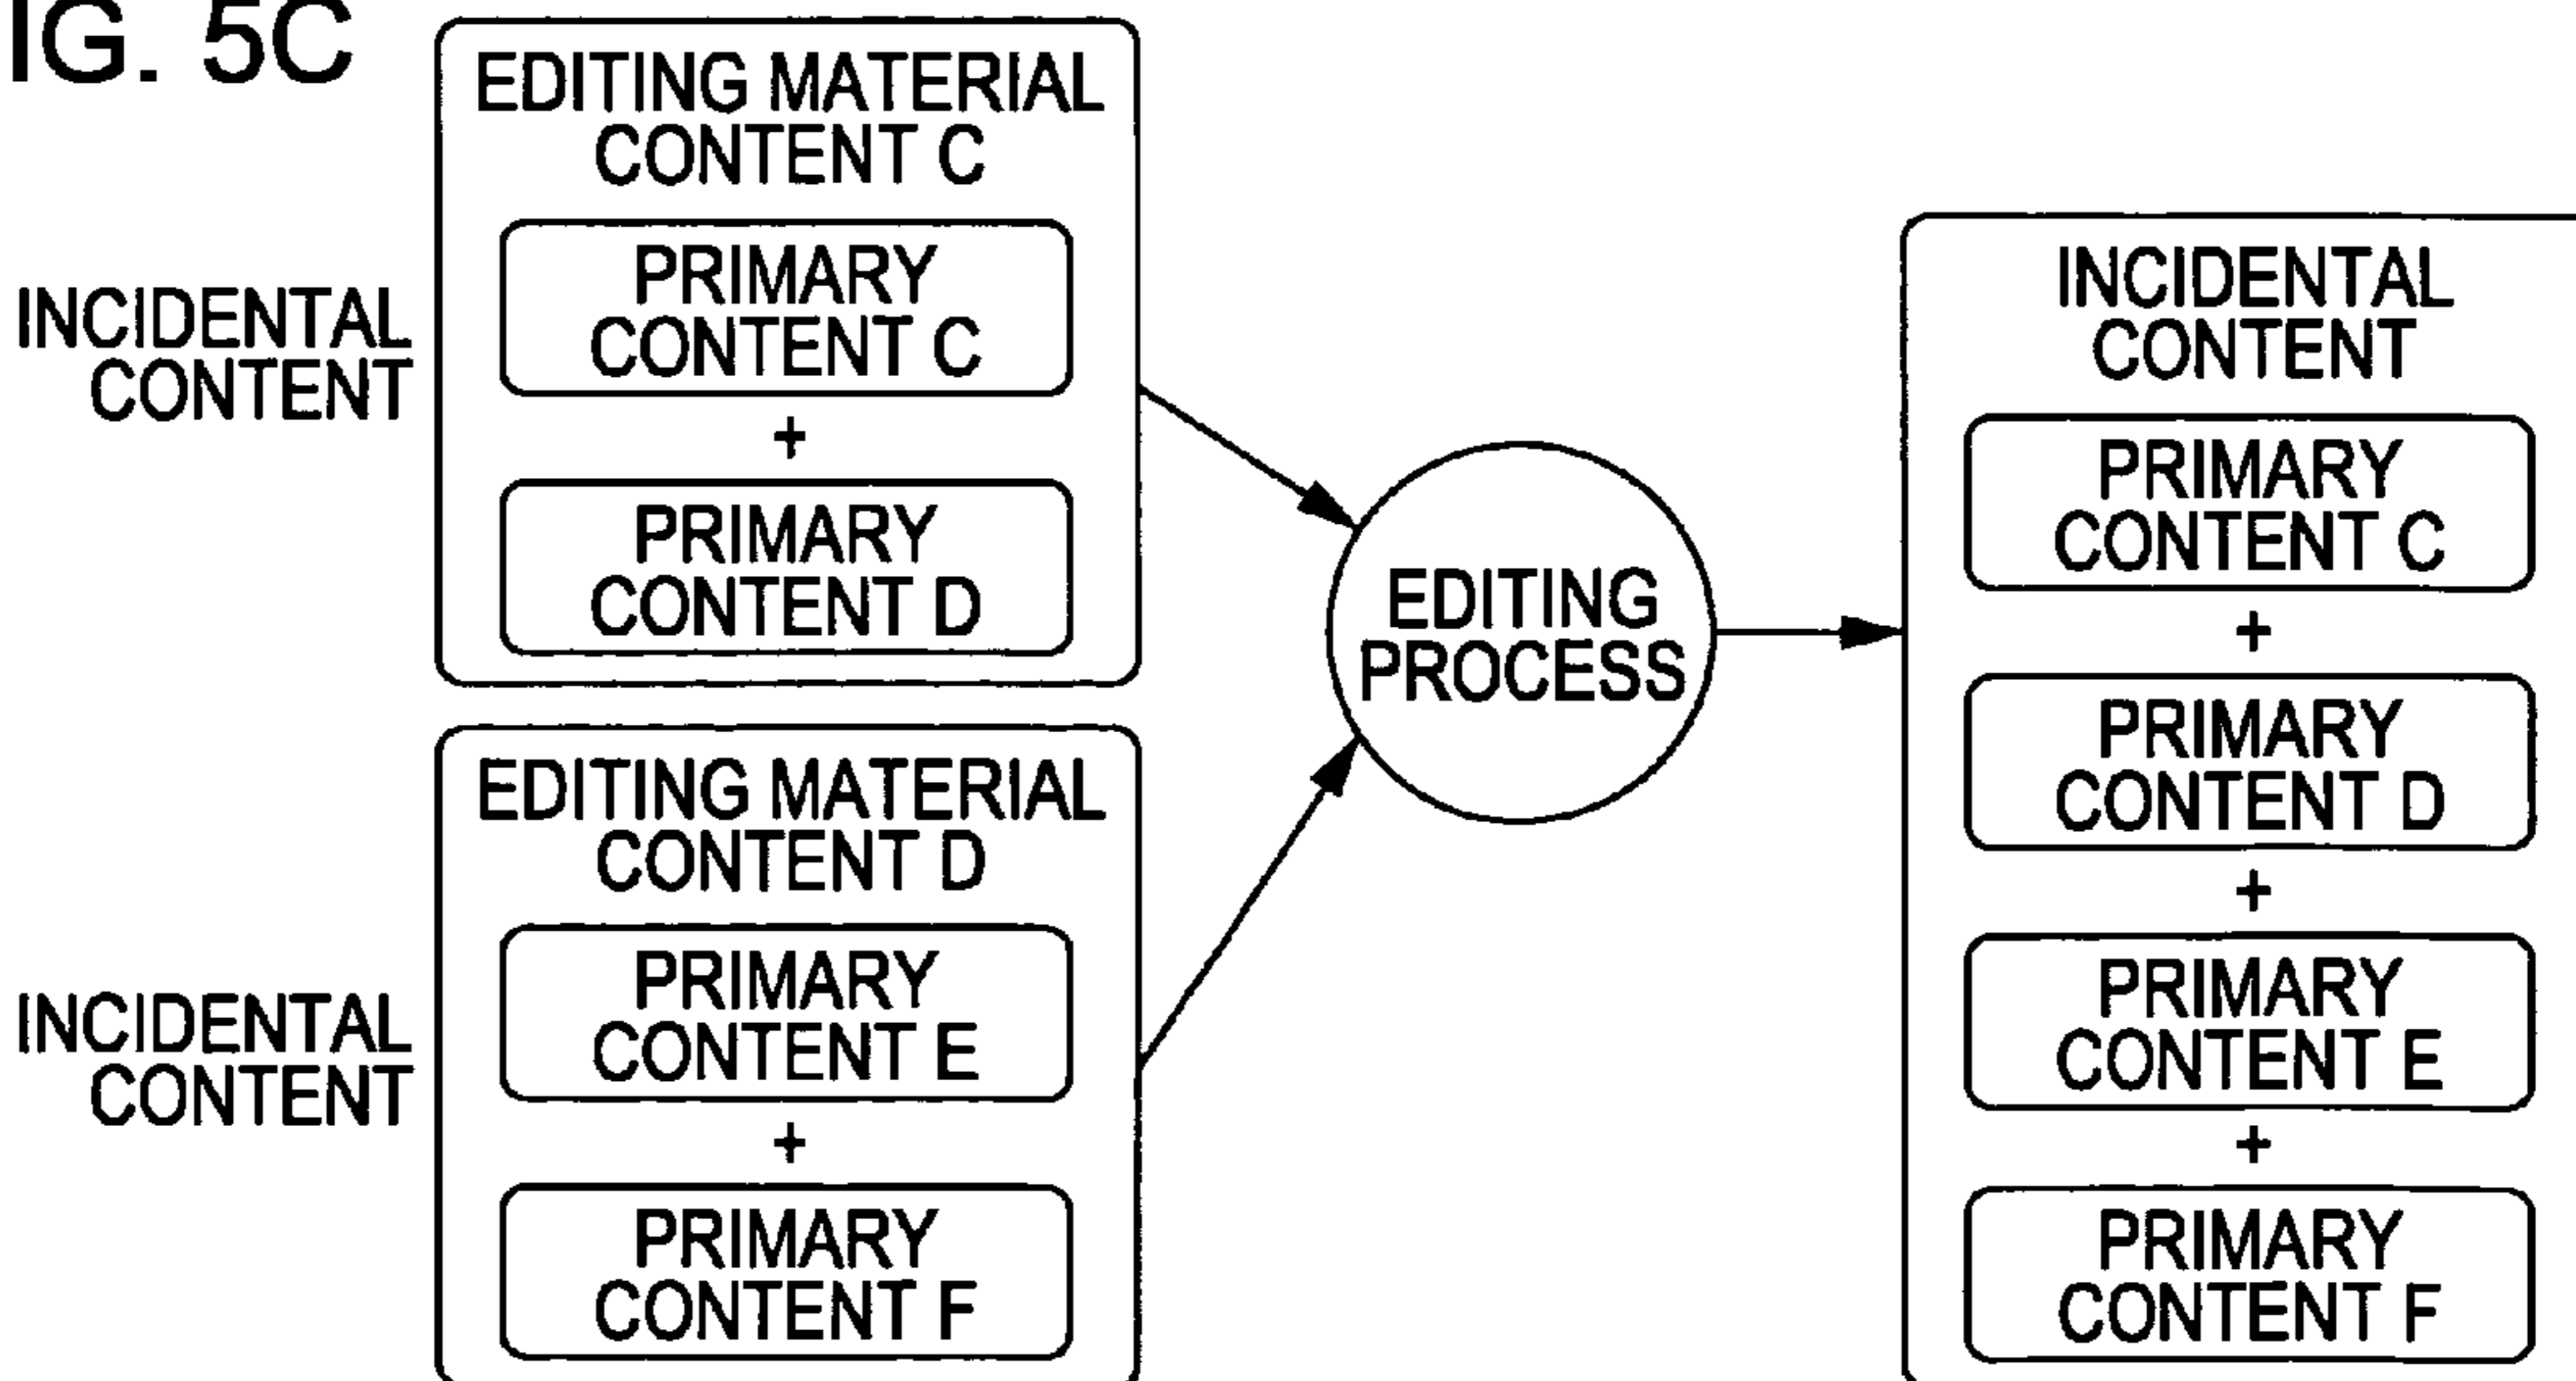 IG. 5C
EDITING MATERIAL
CONTENT C
INCIDENTAL
CONTENT
PRIMARY
CONTENT C
+
PRIMARY
CONTENT D
EDITING MATERIAL
CONTENT D
INCIDENTAL
CONTENT
PRIMARY
CONTENT E
+
PRIMARY
CONTENT F
EDITING
PROCESS
INCIDENTAL
CONTENT
PRIMARY
CONTENT C
+
PRIMARY
CONTENT D
+
PRIMARY
CONTENT E
+
PRIMARY
CONTENT F